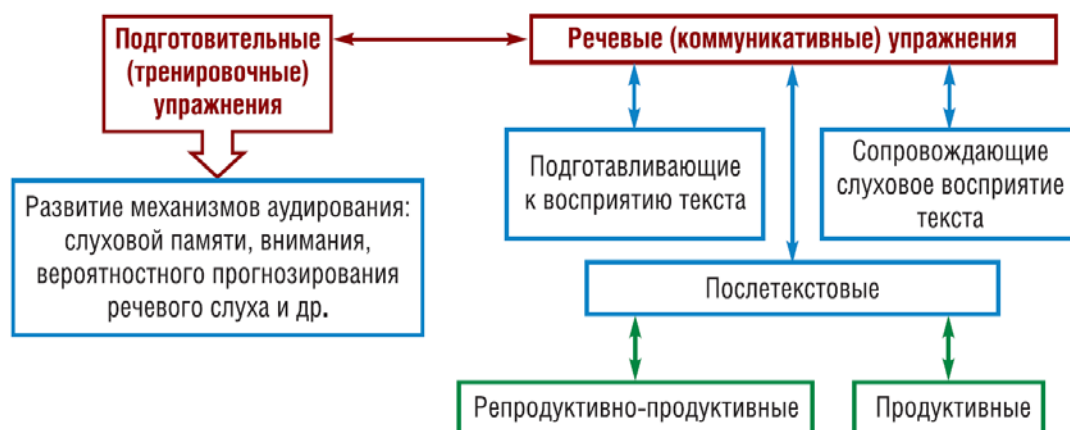 Подготовительные
(тренировочные)
упражнения
Речевые (коммуникативные) упражнения
Подготавливающие
к восприятию текста
Сопровождающие
слуховое восприятие
текста
Развитие механизмов аудирования:
слуховой памяти, внимания,
вероятностного прогнозирования
речевого слуха и др.
Послетекстовые
Репродуктивно-продуктивные
Продуктивные